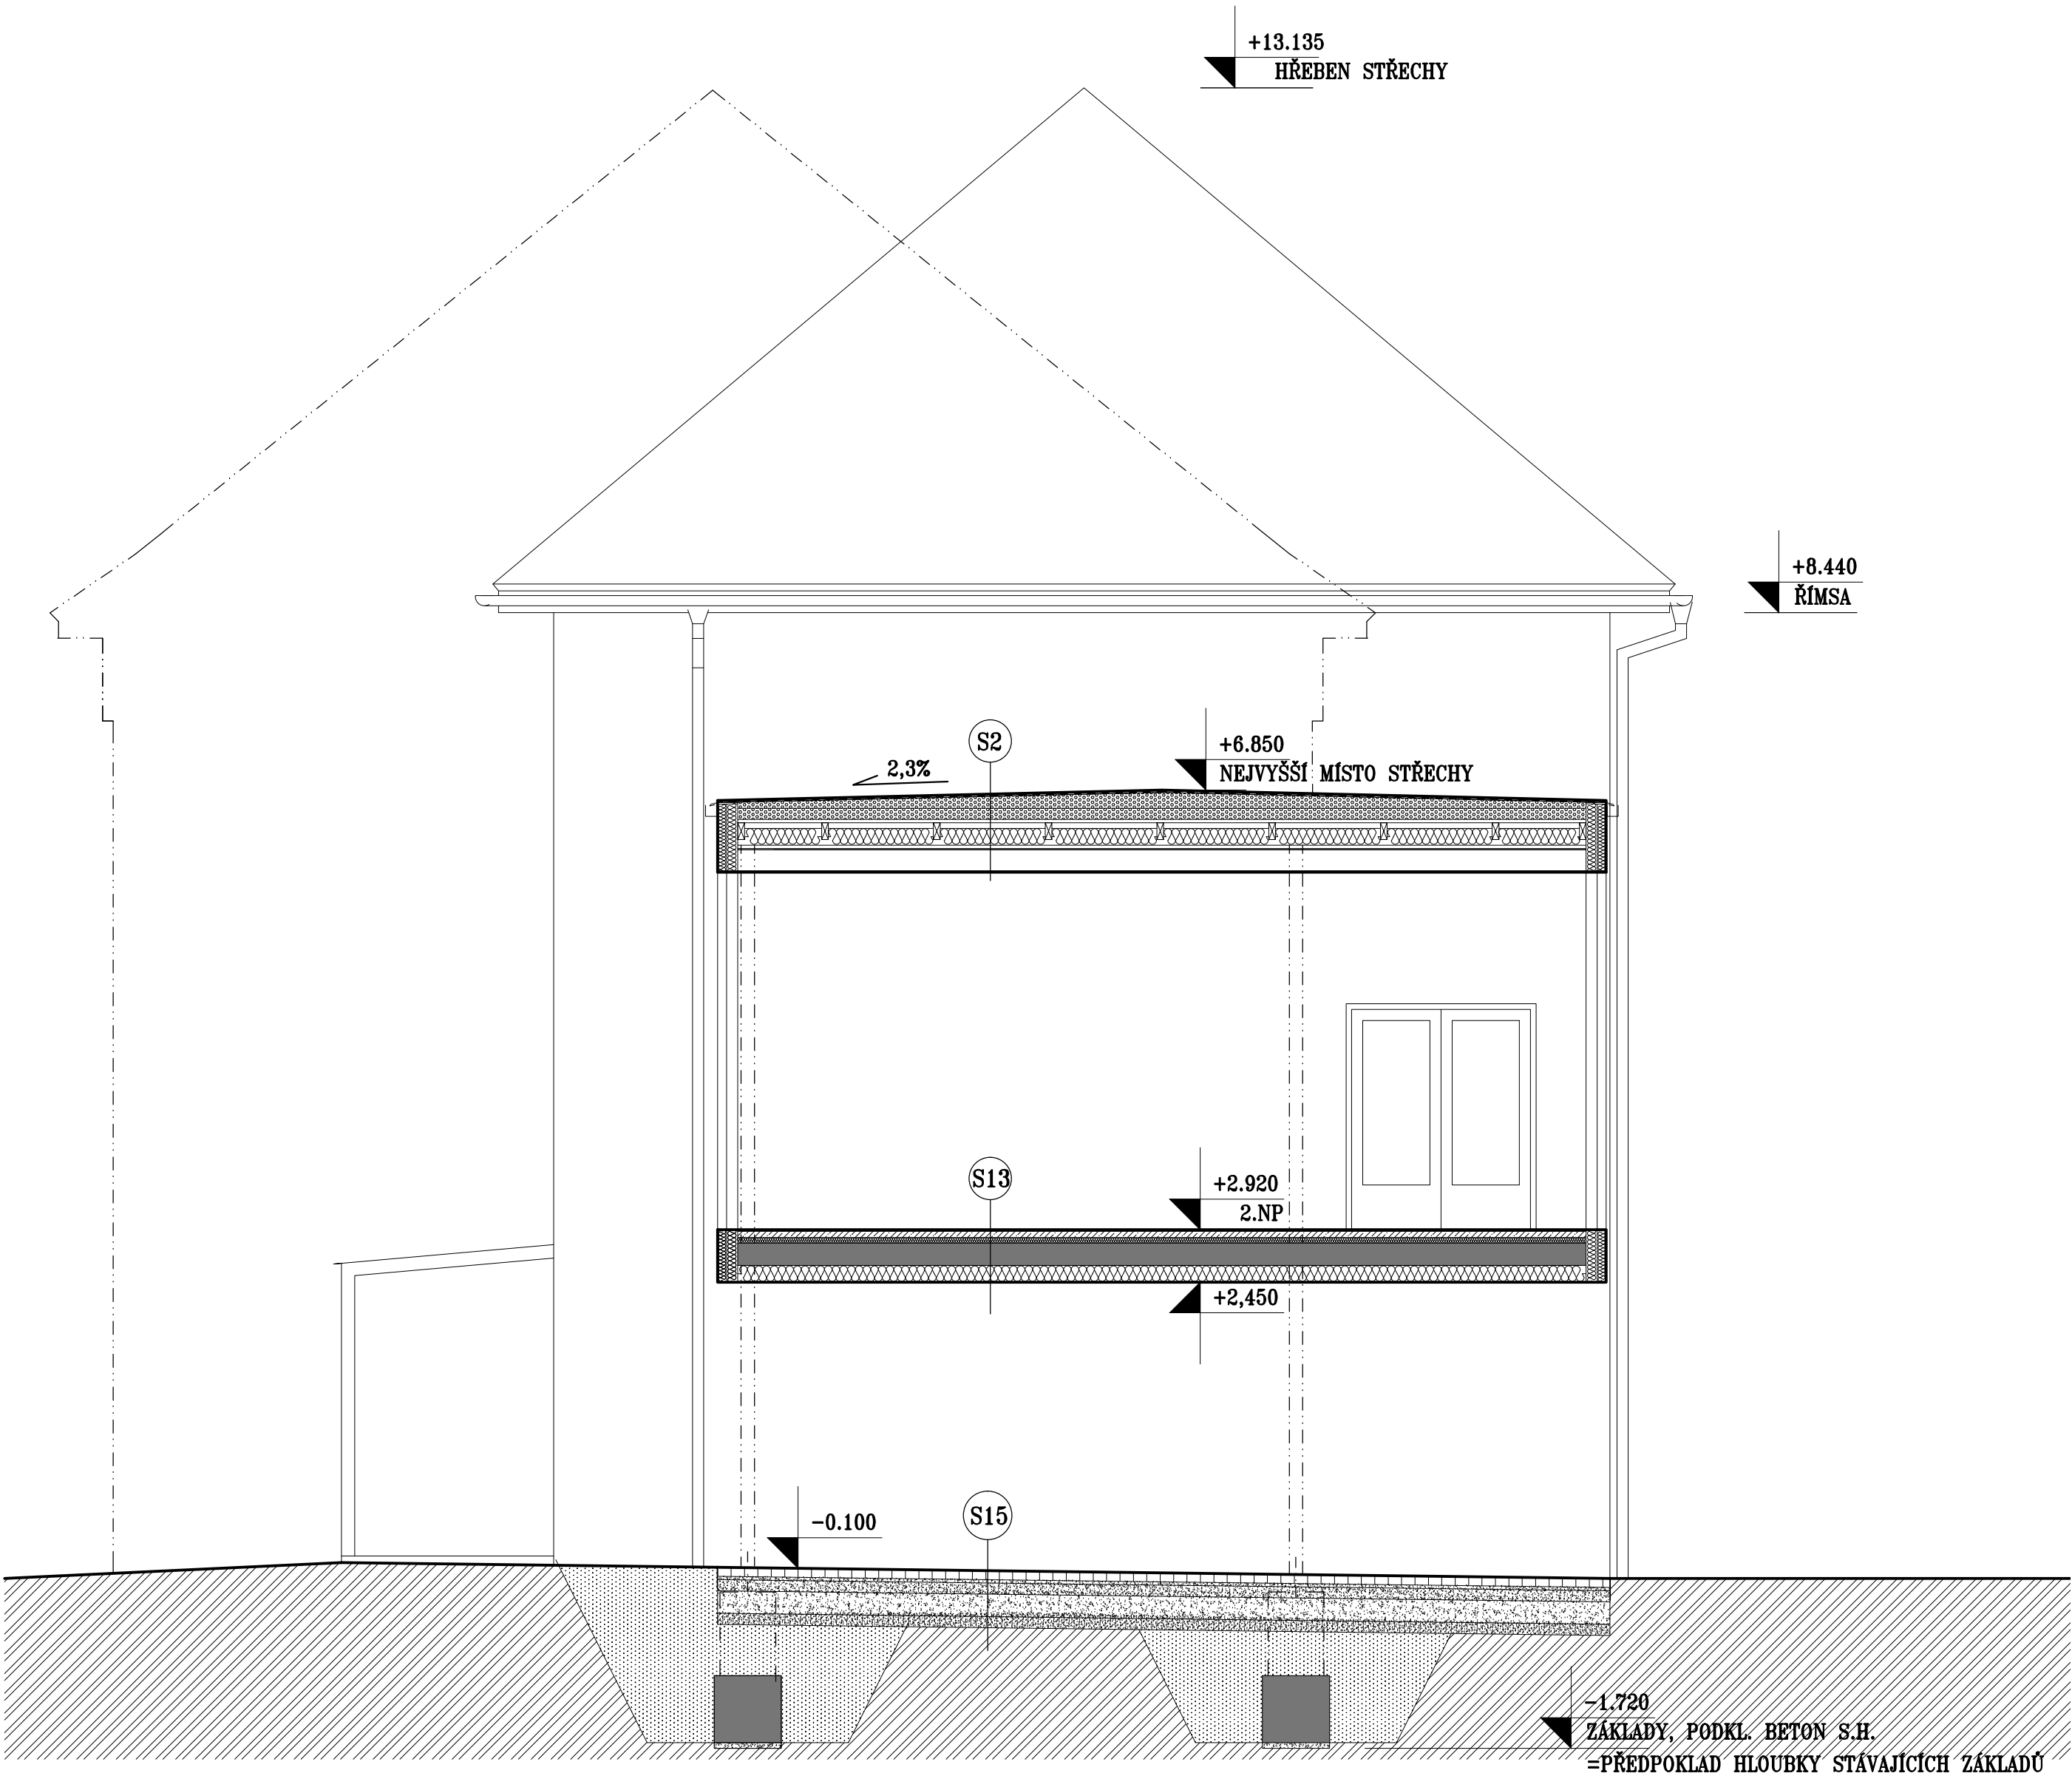 +13.135
HŘEBEN STŘECHY
+8.440
ŘÍMSA
S2
+6.850
2,3%
NEJVYŠŠÍ MÍSTO STŘECHY
S13
+2.920
2.NP
+2,450
S15
-0.100
-1.720
ZÁKLADY, PODKL. BETON S.H.
=PŘEDPOKLAD HLOUBKY STÁVAJÍCÍCH ZÁKLADŮ